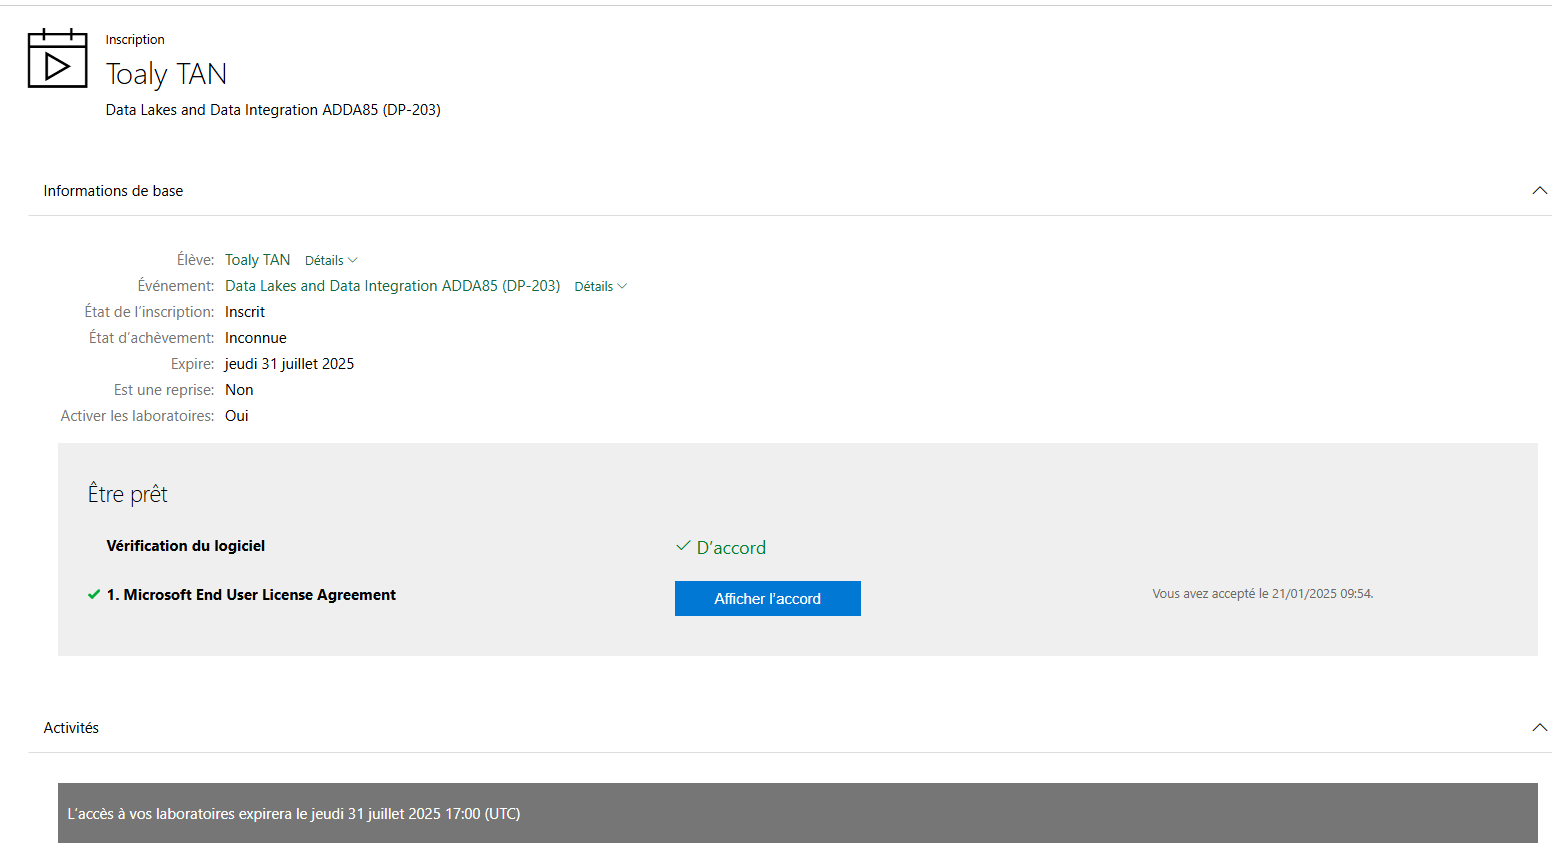 Inscription
Toaly TAN
Data Lakes and Data Integration ADDA85 (DP-203)
Informations de base
Élève: Toaly TAN Détails
Événement: Data Lakes and Data Integration ADDA85 (DP-203) Détails
État de l’inscription: Inscrit
État d’achèvement: Inconnue
Expire: jeudi 31 juillet 2025
Est une reprise: Non
Activer les laboratoires: Oui
Être prêt
Vérification du logiciel D’accord
1. Microsoft End User License Agreement Afficher l’accord Vous avez accepté le 21/01/2025 09:54.
Activités
L’accès à vos laboratoires expirera le jeudi 31 juillet 2025 17:00 (UTC)